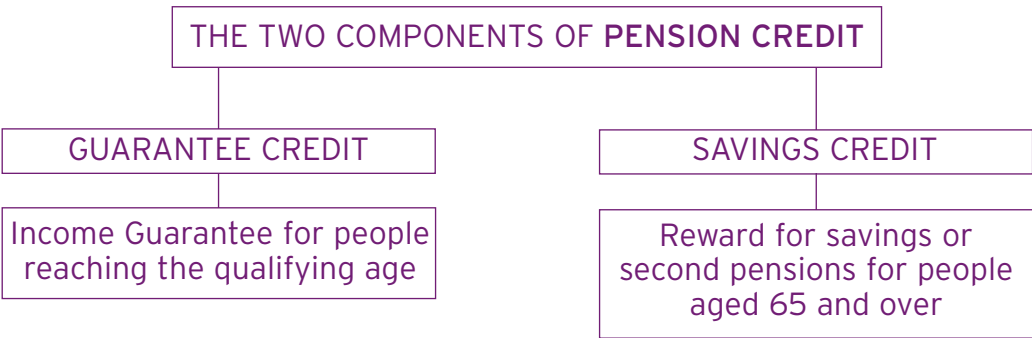 THE TWO COMPONENTS OF PENSION CREDIT
GUARANTEE CREDIT
Income Guarantee for people
reaching the qualifying age
SAVINGS CREDIT
Reward for savings or
second pensions for people
aged 65 and over